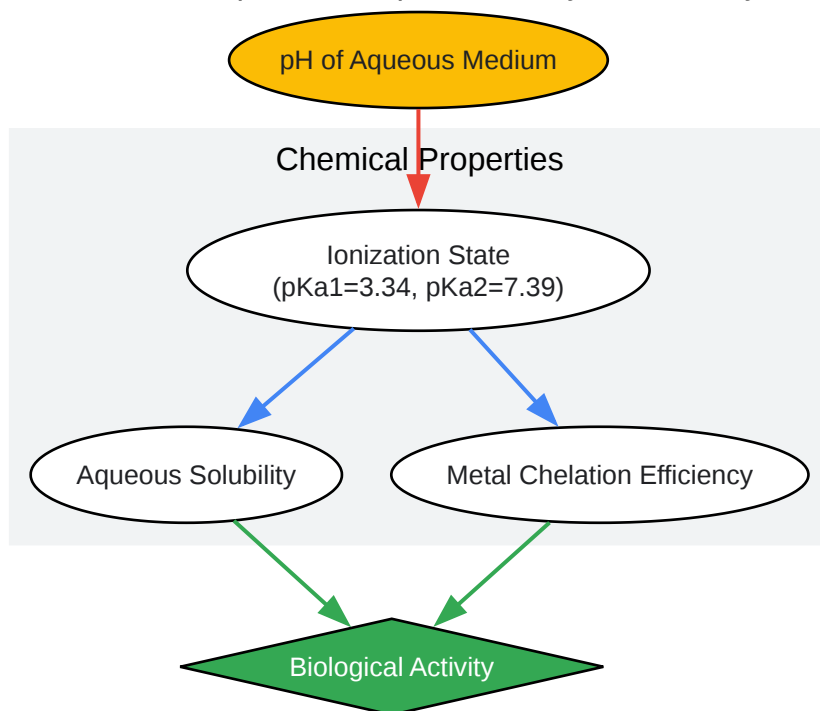 pH of Aqueous Medium
Chemical Properties
Ionization State
(pKa1=3.34, pKa2=7.39)
Aqueous Solubility
Metal Chelation Efficiency
Biological Activity